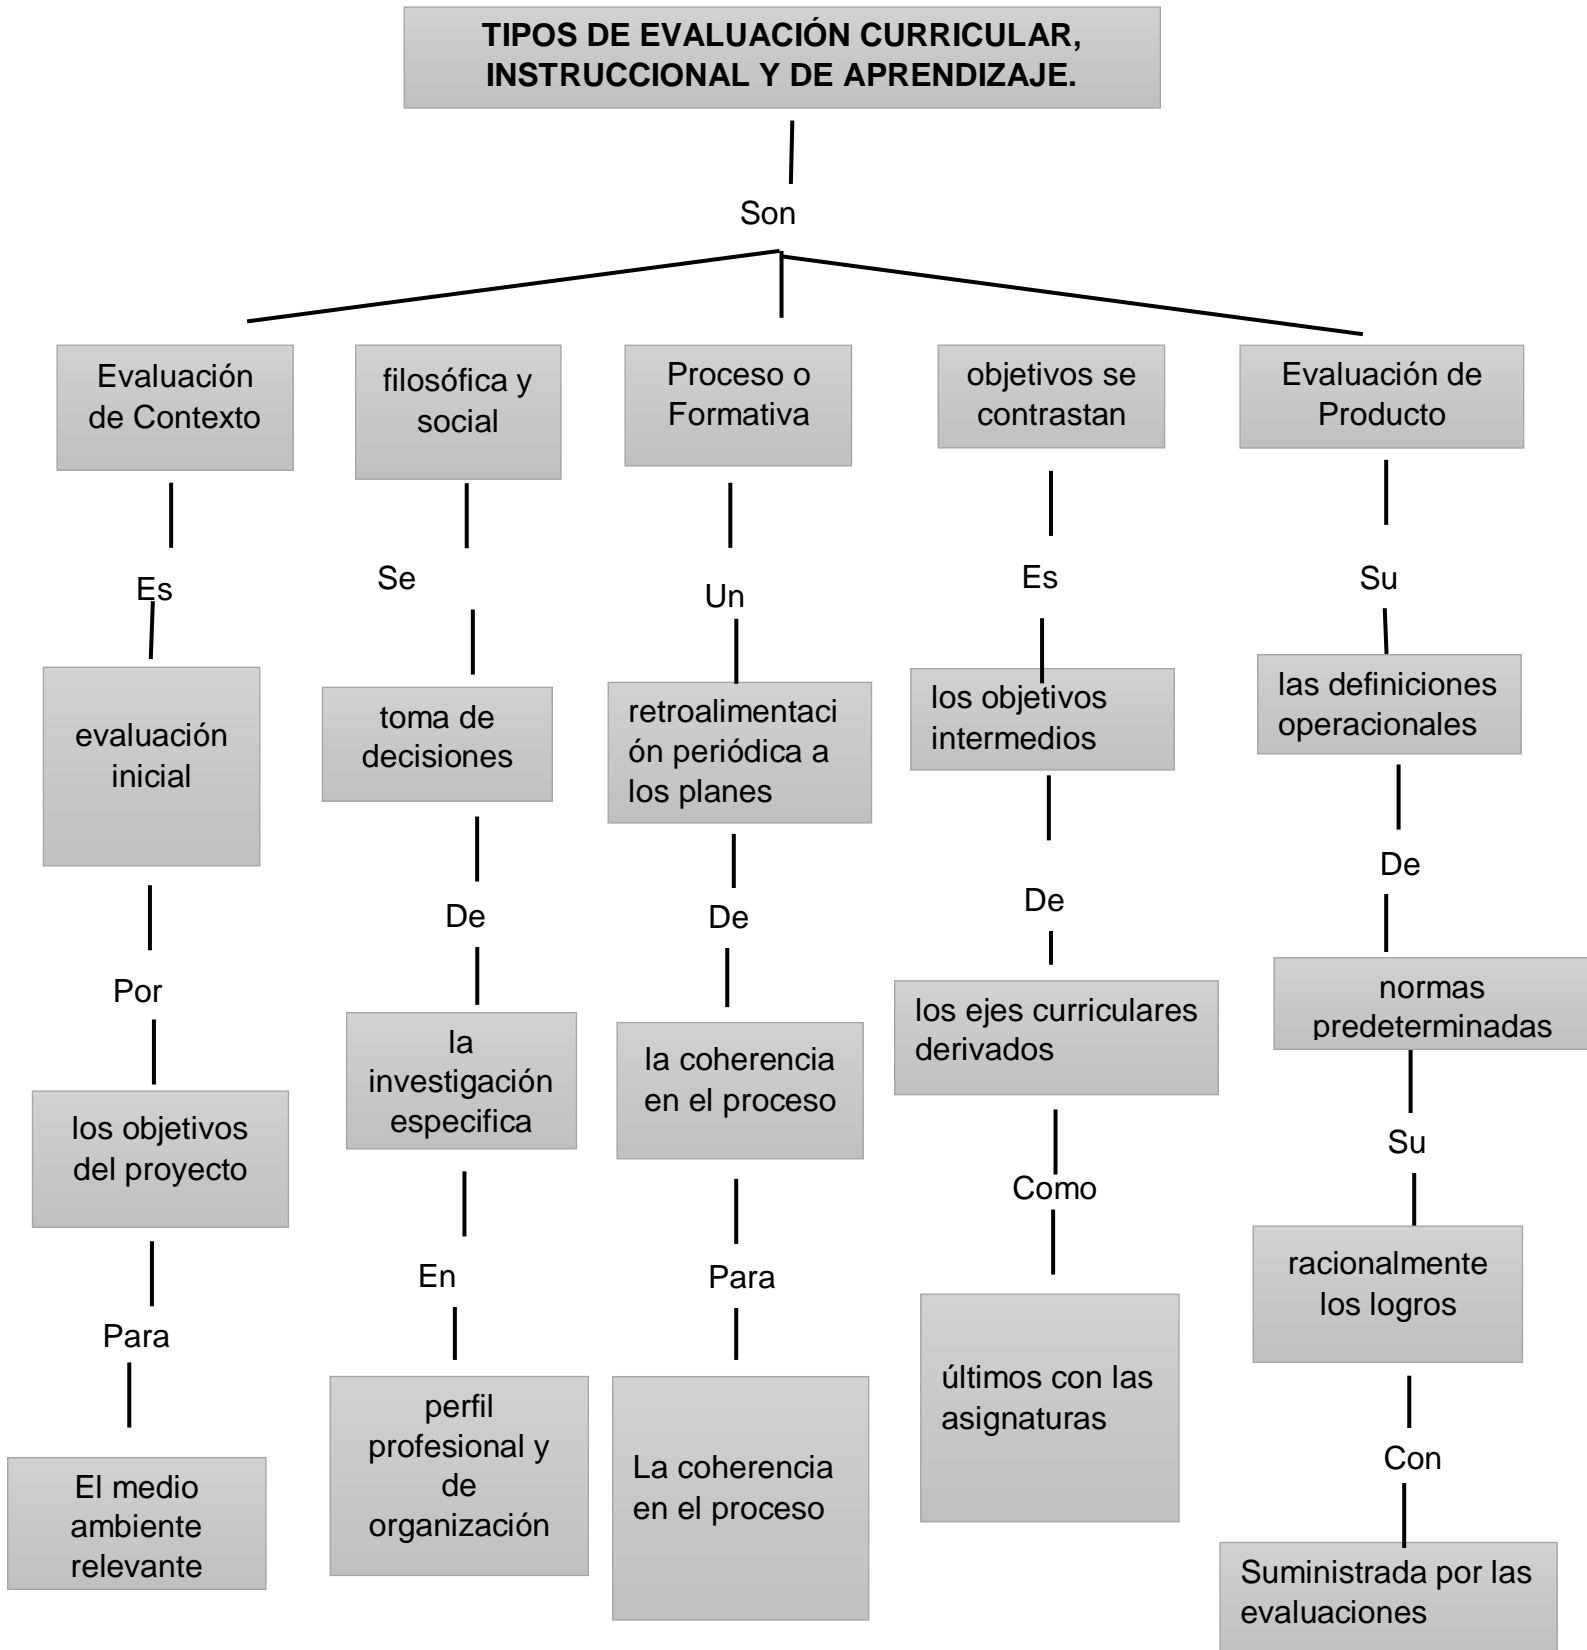 TIPOS DE EVALUACIÓN CURRICULAR,
INSTRUCCIONAL Y DE APRENDIZAJE.
Son
Evaluación
de Contexto
Es
evaluación
inicial
Por
los objetivos
del proyecto
Para
El medio
ambiente
relevante
filosófica y
social
Se
toma de
decisiones
De
la
investigación
especifica
En
perfil
profesional y
de
organización
Proceso o
Formativa
Un
retroalimentaci
ón periódica a
los planes
De
la coherencia
en el proceso
Para
La coherencia
en el proceso
objetivos se
contrastan
Es
los objetivos
intermedios
De
los ejes curriculares
derivados
Como
últimos con las
asignaturas
Evaluación de
Producto
Su
las definiciones
operacionales
De
normas
predeterminadas
Su
racionalmente
los logros
Con
Suministrada por las
evaluaciones